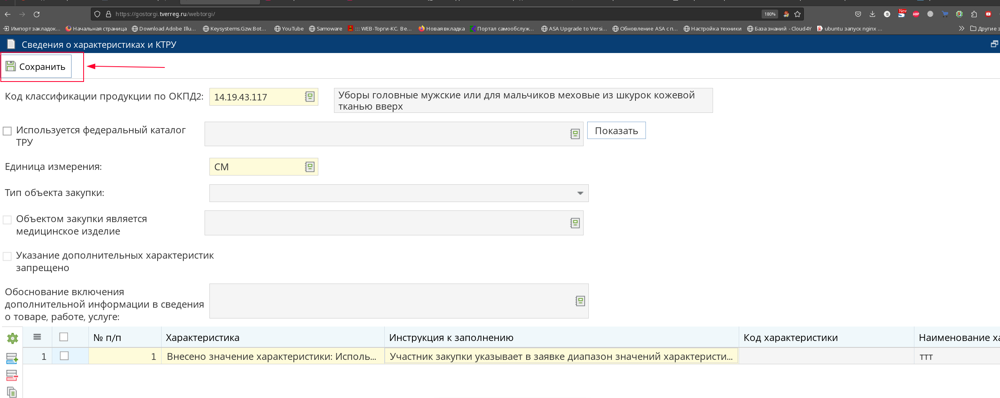 https://gostorgi.tverreg.ru/webtorgi/
180%
New
S
ABP
Импорт закладок... Начальная страница Download Adobe Illu... Keysystems.Gzw.Bot... YouTube Samoware ::: WEB-Торги-КС. Ве... Новая вкладка Портал самообслуж... ASA Upgrade to Versi... Обновление ASA с п... Настройка техники База знаний - Cloud4Y Я ubuntu запуск nginx ... Другие з
Сведения о характеристиках и КТРУ
Сохранить
Код классификации продукции по ОКПД2: 14.19.43.117
Уборы головные мужские или для мальчиков меховые из шкурок кожевой
тканью вверх
Используется федеральный каталог
ТРУ
Показать
Единица измерения: СМ
Тип объекта закупки:
Объектом закупки является
медицинское изделие
Указание дополнительных характеристик
запрещено
Обоснование включения
дополнительной информации в сведения
о товаре, работе, услуге:
№ п/п Характеристика Инструкция к заполнению Код характеристики Наименование ха
1 1 Внесено значение характеристики: Исполь... Участник закупки указывает в заявке диапазон значений характеристи... ттт